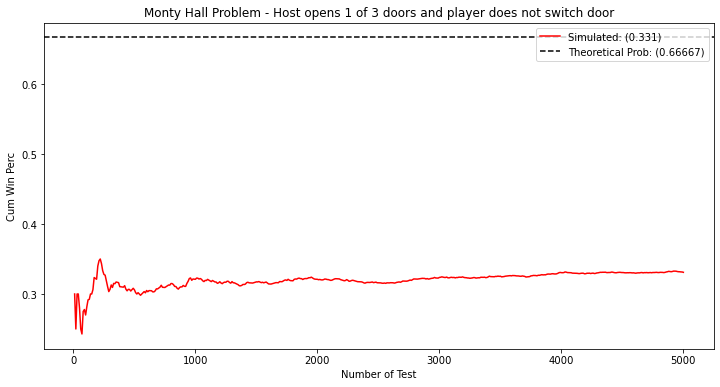 Monty Hall Problem - Host opens 1 of 3 doors and player does not switch door
Simulated: (0.331)
Theoretical Prob: (0.66667)
Cum Win Perc
0.6
0.5
0.4
0.3
0 1000 2000 3000 4000 5000
Number of Test